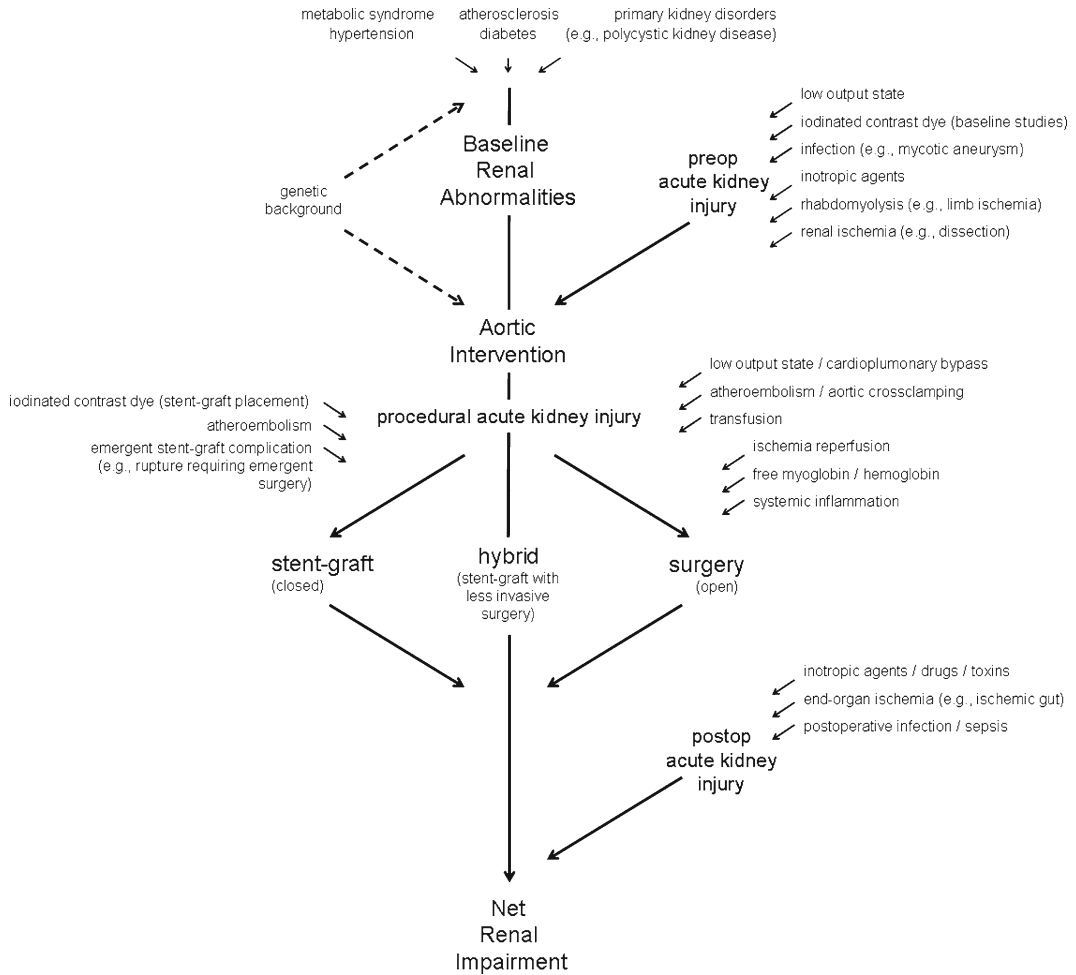 metabolic syndrome
hypertension
atherosclerosis
diabetes
primary kidney disorders
(e.g., polycystic kidney disease)
Baseline
Renal
Abnormalities
genetic
background
preop
acute kidney
injury
low output state
iodinated contrast dye (baseline studies)
infection (e.g., mycotic aneurysm)
inotropic agents
rhabdomyolysis (e.g., limb ischemia)
renal ischemia (e.g., dissection)
Aortic
Intervention
procedural acute kidney injury
iodinated contrast dye (stent-graft placement)
atheroembolism
emergent stent-graft complication
(e.g., rupture requiring emergent
surgery)
low output state / cardioplumonary bypass
atheroembolism / aortic crossclamping
transfusion
ischemia reperfusion
free myoglobin / hemoglobin
systemic inflammation
stent-graft
(closed)
hybrid
(stent-graft with
less invasive
surgery)
surgery
(open)
inotropic agents / drugs / toxins
end-organ ischemia (e.g., ischemic gut)
postoperative infection / sepsis
postop
acute kidney
injury
Net
Renal
Impairment